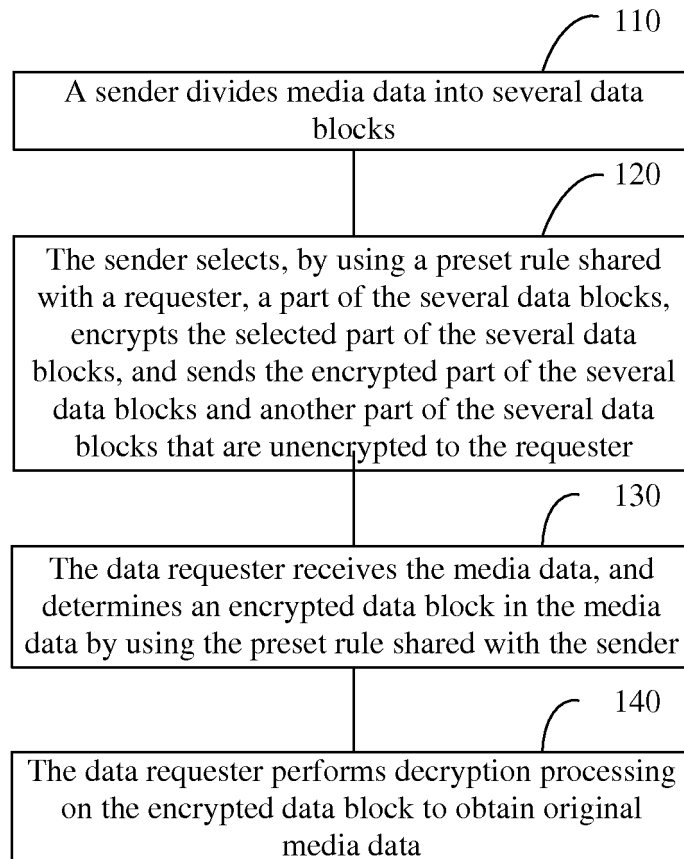 110
A sender divides media data into several data
blocks
120
The sender selects, by using a preset rule shared
with a requester, a part of the several data blocks,
encrypts the selected part of the several data
blocks, and sends the encrypted part of the several
data blocks and another part of the several data
blocks that are unencrypted to the requester
130
The data requester receives the media data, and
determines an encrypted data block in the media
data by using the preset rule shared with the sender
140
The data requester performs decryption processing
on the encrypted data block to obtain original
media data